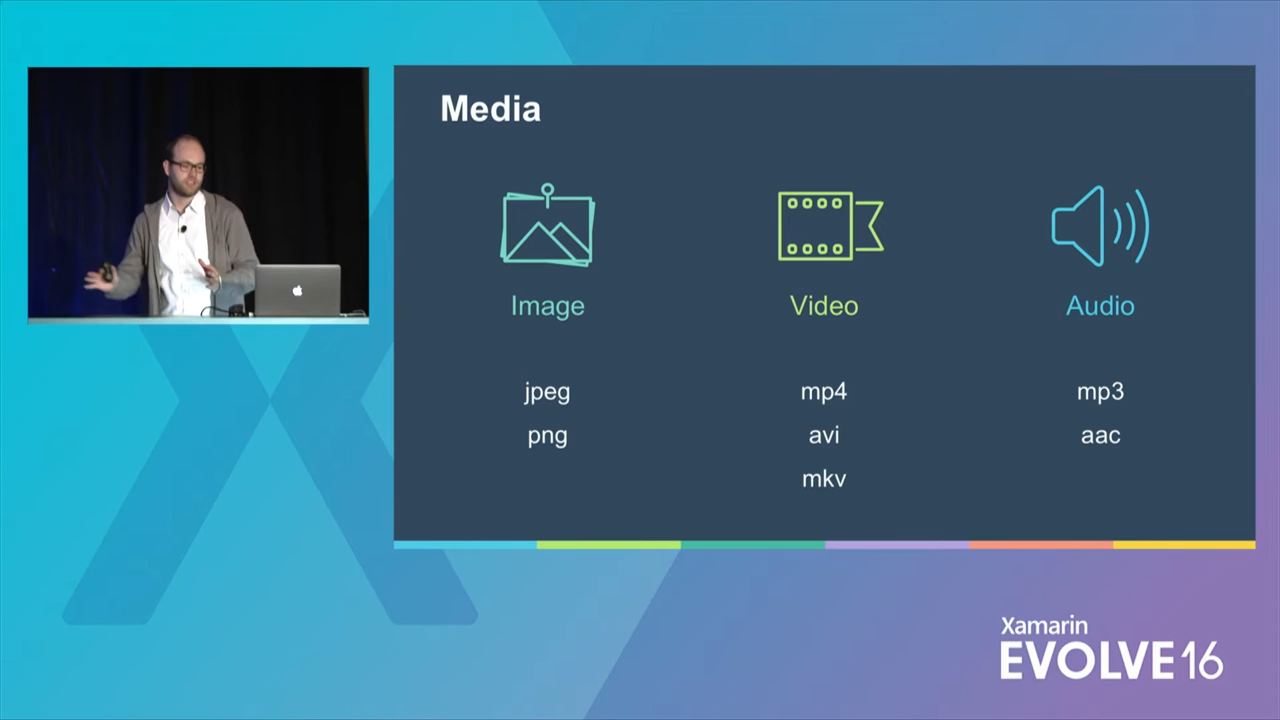 Media
Image
Video
Audio
jpeg
mp4
mp3
png
avi
aac
mkv
Xamarin
EVOLVE16